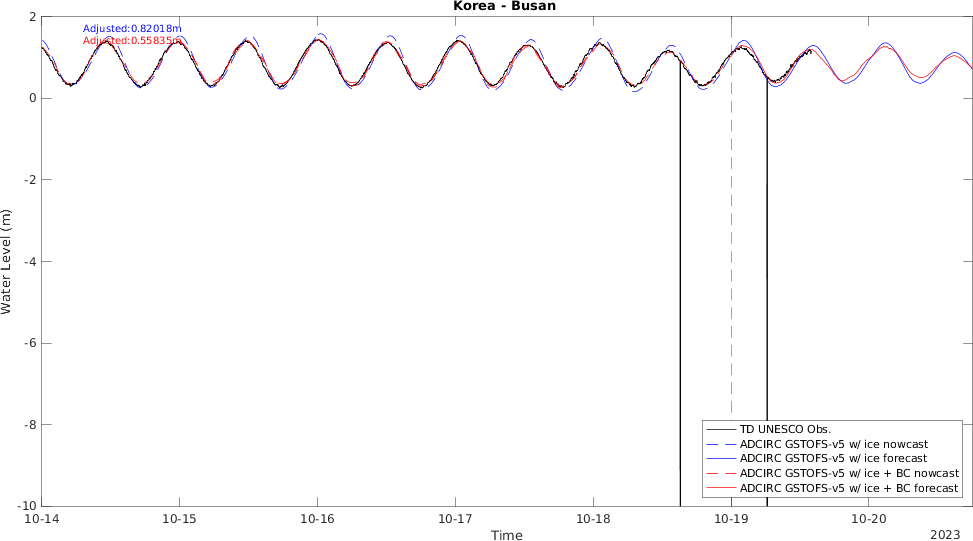 Korea - Busan
Adjusted:0.82018m
Adjusted:0.55835m
Water Level (m)
2
0
-2
-4
-6
-8
-10
TD UNESCO Obs.
ADCIRC GSTOFS-v5 w/ ice nowcast
ADCIRC GSTOFS-v5 w/ ice forecast
ADCIRC GSTOFS-v5 w/ ice + BC nowcast
ADCIRC GSTOFS-v5 w/ ice + BC forecast
10-14 10-15 10-16 10-17 10-18 10-19 10-20
Time
2023